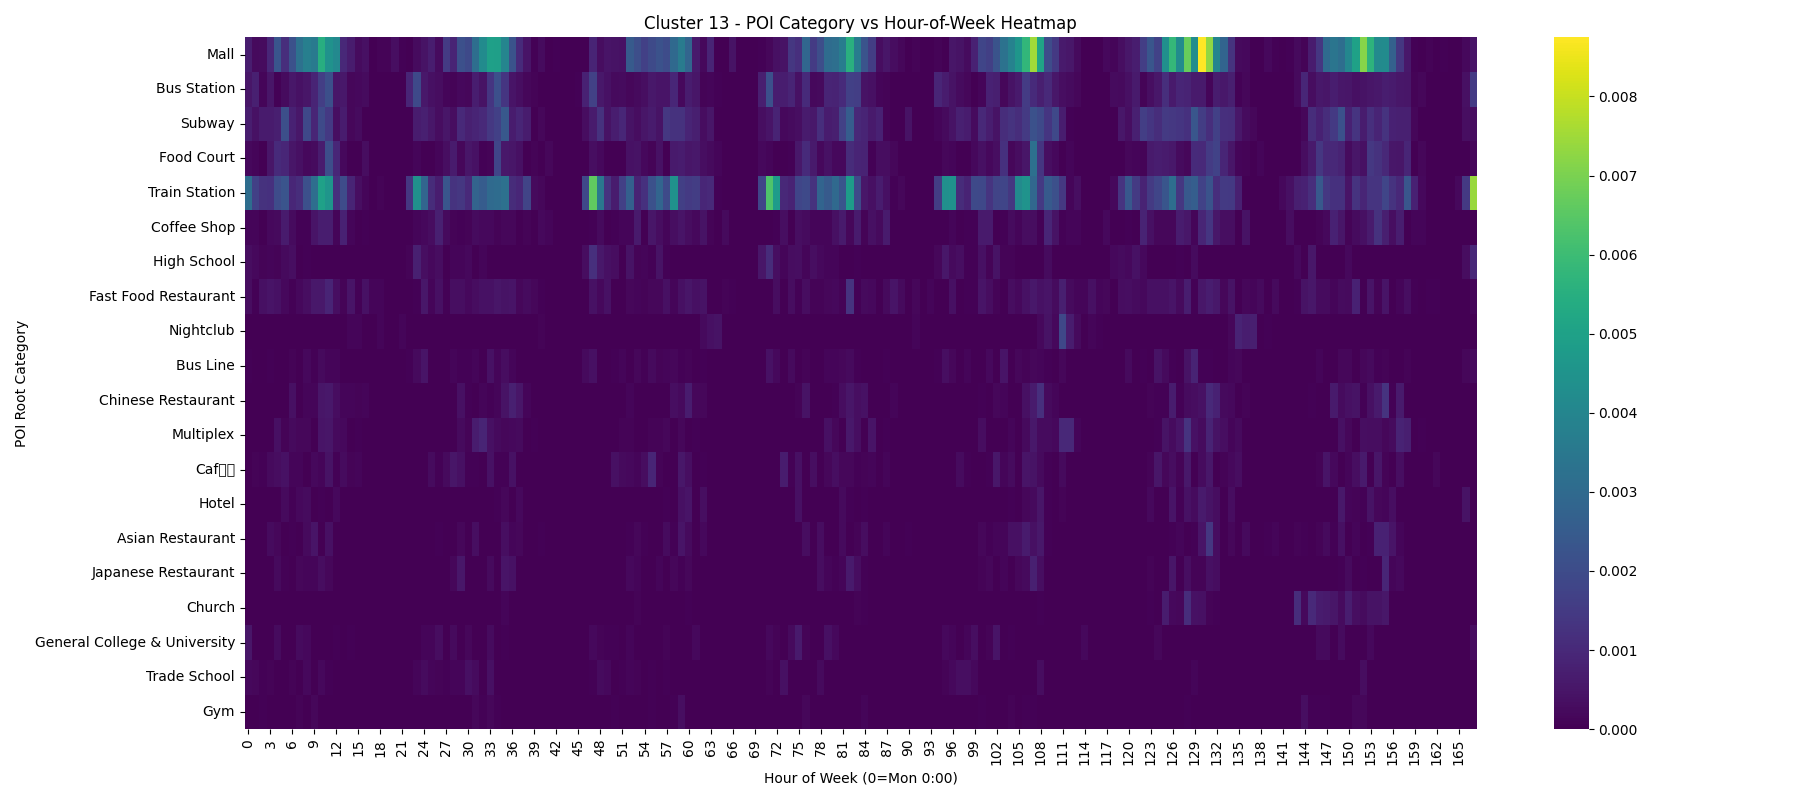 Cluster 13 - POI Category vs Hour-of-Week Heatmap
POI Root Category
Mall
Bus Station
Subway
Food Court
Train Station
Coffee Shop
High School
Fast Food Restaurant
Nightclub
Bus Line
Chinese Restaurant
Multiplex
Caf▯▯
Hotel
Asian Restaurant
Japanese Restaurant
Church
General College & University
Trade School
Gym
0 3 6 9 12 15 18 21 24 27 30 33 36 39 42 45 48 51 54 57 60 63 66 69 72 75 78 81 84 87 90 93 96 99 102 105 108 111 114 117 120 123 126 129 132 135 138 141 144 147 150 153 156 159 162 165
Hour of Week (0=Mon 0:00)
0.008
0.007
0.006
0.005
0.004
0.003
0.002
0.001
0.000